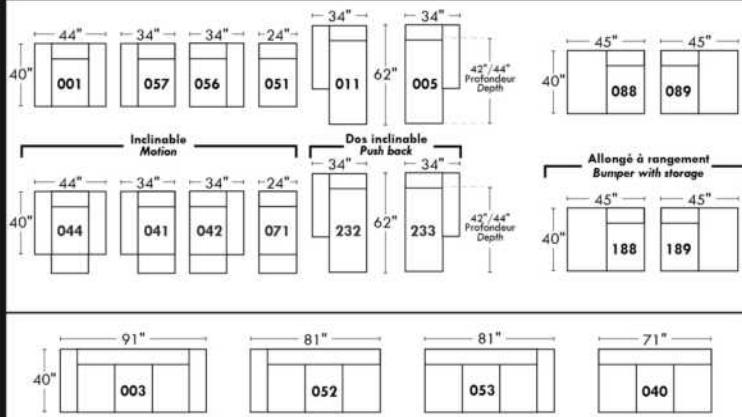 44" 34" 34" 24" 34" 34" 45" 45"
40" 001 057 056 051 011 62" 005 42"/44" Profondeur Depth 40" 088 089
Inclinable
Motion
Dos inclinable
Push back
Allongé à rangement
Bumper with storage
44" 34" 34" 24" 34" 34" 45" 45"
40" 044 041 042 071 232 62" 233 42"/44" Profondeur Depth 40" 188 189
91" 81" 81" 71"
40" 003 052 053 040